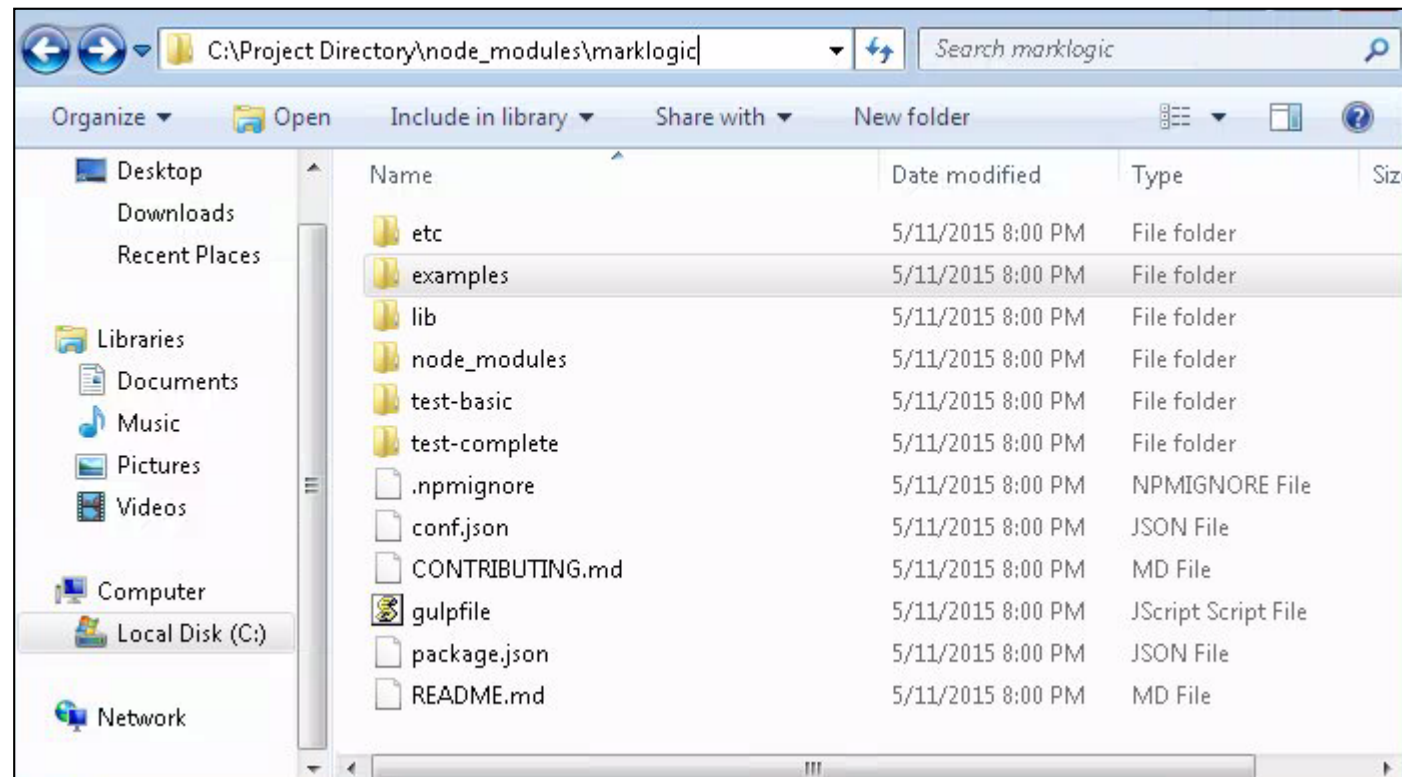 C:\Project Directory\node_modules\marklogic
Search marklogic
Organize Open Include in library Share with New folder
Desktop
Downloads
Recent Places
Libraries
Documents
Music
Pictures
Videos
Computer
Local Disk (C:)
Network
Name Date modified Type Siz
etc 5/11/2015 8:00 PM File folder
examples 5/11/2015 8:00 PM File folder
lib 5/11/2015 8:00 PM File folder
node_modules 5/11/2015 8:00 PM File folder
test-basic 5/11/2015 8:00 PM File folder
test-complete 5/11/2015 8:00 PM File folder
.npmignore 5/11/2015 8:00 PM NPMIGNORE File
conf.json 5/11/2015 8:00 PM JSON File
CONTRIBUTING.md 5/11/2015 8:00 PM MD File
gulpfile 5/11/2015 8:00 PM JScript Script File
package.json 5/11/2015 8:00 PM JSON File
README.md 5/11/2015 8:00 PM MD File